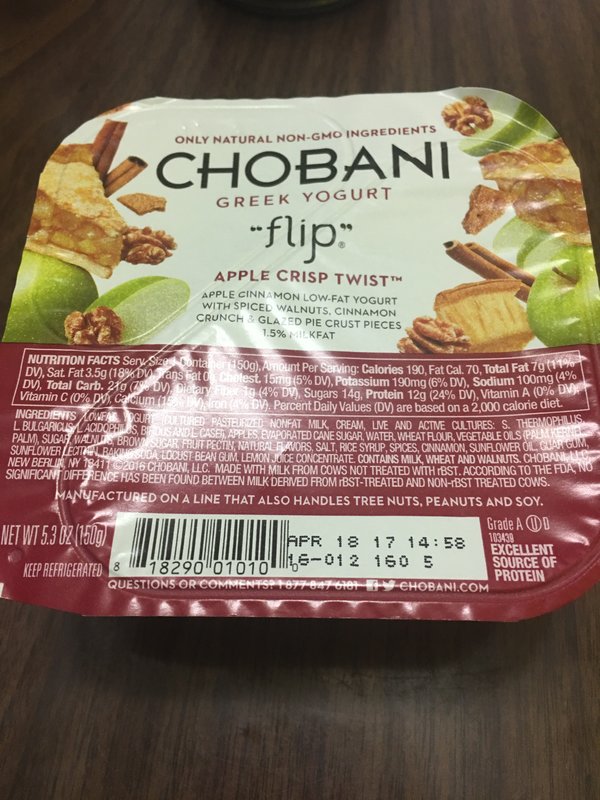 ONLY NATURAL NON-GMO INGREDIENTS
CHOBANI
GREEK YOGURT
"flip"®
APPLE CRISP TWIST™
APPLE CINNAMON LOW-FAT YOGURT
WITH SPICED WALNUTS, CINNAMON
CRUNCH & GLAZED PIE CRUST PIECES
1.5% MILKFAT
NUTRITION FACTS Serv. Size 1 Container (150g), Amount Per Serving: Calories 190, Fat Cal. 70, Total Fat 7g (11%
DV), Sat. Fat 3.5g (18% DV), Trans Fat 0g, Cholest. 15mg (5% DV), Potassium 190mg (6% DV), Sodium 100mg (4%
DV), Total Carb. 21g (7% DV), Dietary Fiber 1g (4% DV), Sugars 14g, Protein 12g (24% DV), Vitamin A (0% DV),
Vitamin C (0% DV), Calcium (15% DV), Iron (4% DV). Percent Daily Values (DV) are based on a 2,000 calorie diet.
INGREDIENTS: LOWFAT YOGURT (CULTURED PASTEURIZED NONFAT MILK, CREAM, LIVE AND ACTIVE CULTURES: S. THERMOPHILUS,
L. BULGARICUS, L. ACIDOPHILUS, BIFIDUS AND L. CASEI), APPLES, EVAPORATED CANE SUGAR, WATER, WHEAT FLOUR, VEGETABLE OILS (PALM KERNEL,
PALM), SUGAR, WALNUTS, BROWN SUGAR, FRUIT PECTIN, NATURAL FLAVORS, SALT, RICE SYRUP, SPICES, CINNAMON, SUNFLOWER OIL, GUAR GUM,
SUNFLOWER LECITHIN, BAKING SODA, LOCUST BEAN GUM, LEMON JUICE CONCENTRATE. CONTAINS MILK, WHEAT AND WALNUTS. CHOBANI, LLC,
NEW BERLIN, NY 13411 ©2016 CHOBANI, LLC. MADE WITH MILK FROM COWS NOT TREATED WITH rBST. ACCORDING TO THE FDA, NO
SIGNIFICANT DIFFERENCE HAS BEEN FOUND BETWEEN MILK DERIVED FROM rBST-TREATED AND NON-rBST TREATED COWS.
MANUFACTURED ON A LINE THAT ALSO HANDLES TREE NUTS, PEANUTS AND SOY.
NET WT 5.3 OZ (150g)
KEEP REFRIGERATED
8 18290 01010 0
APR 18 17 14:58
16-012 160 5
Grade A Ⓤ D
103439
EXCELLENT
SOURCE OF
PROTEIN
QUESTIONS OR COMMENTS? 1-877-847-6181 CHOBANI.COM